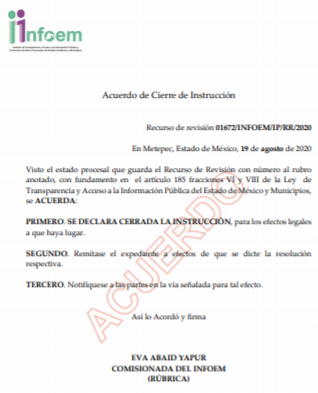 infoem
Acuerdo de Cierre de Instrucción
Recurso de revisión 01672/INFOEM/IP/RR/2020
En Metepec, Estado de México, 19 de agosto de 2020
Visto el estado procesal que guarda el Recurso de Revisión con número al rubro
anotado, con fundamento en el artículo 185 fracciones VI y VIII de la Ley de
Transparencia y Acceso a la Información Pública del Estado de México y Municipios,
se ACUERDA:
PRIMERO. SE DECLARA CERRADA LA INSTRUCCIÓN, para los efectos legales
a que haya lugar.
SEGUNDO. Remítase el expediente a efectos de que se dicte la resolución
respectiva.
TERCERO. Notifíquese a las partes en la vía señalada para tal efecto.
Así lo Acordó y firma
EVA ABAID YAPUR
COMISIONADA DEL INFOEM
(RÚBRICA)
ACUERDO